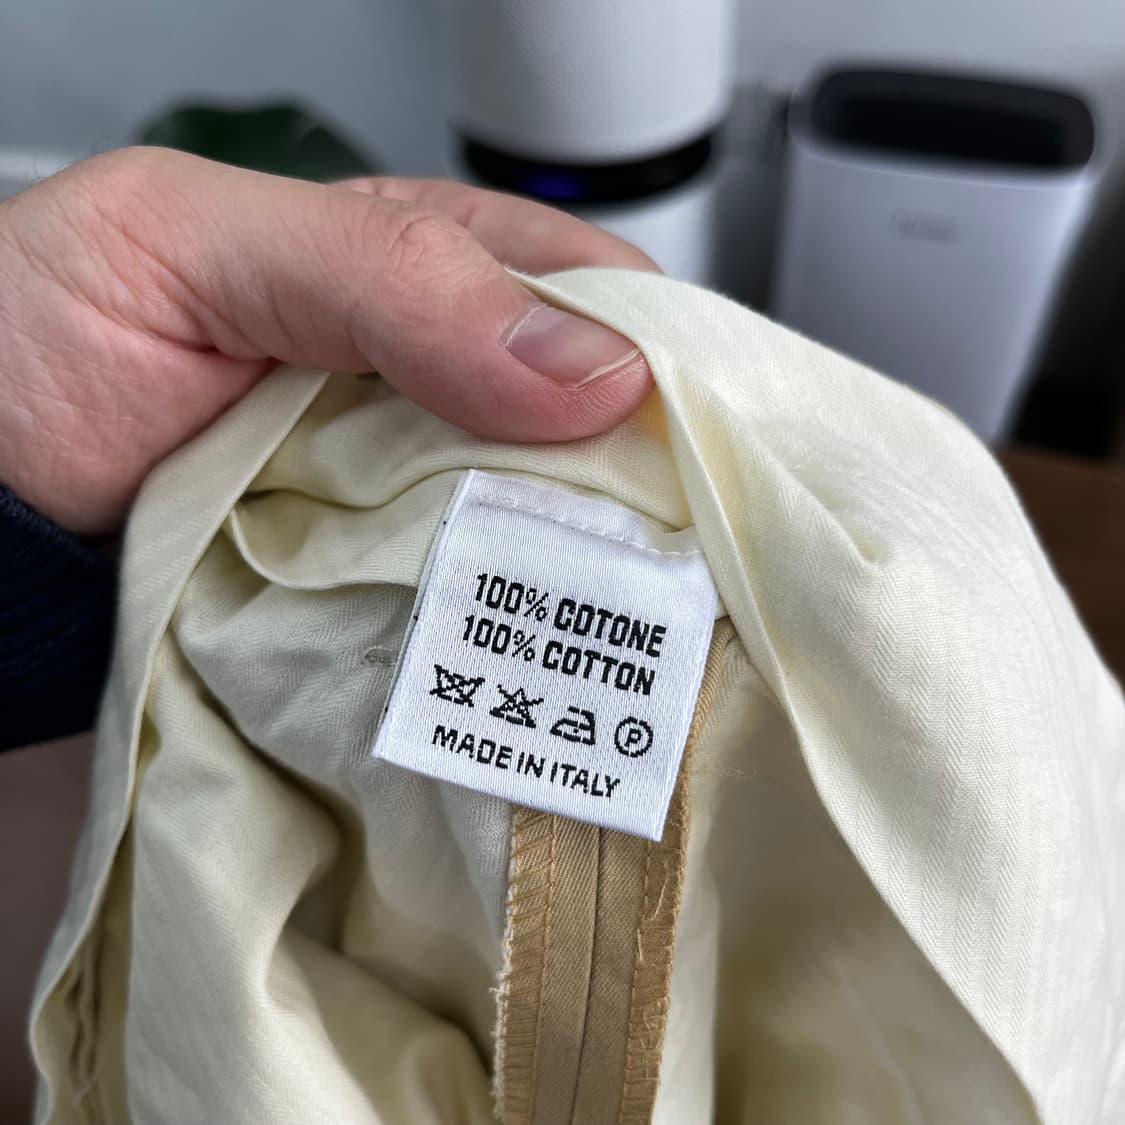 100% COTONE
100% COTTON
P
MADE IN ITALY